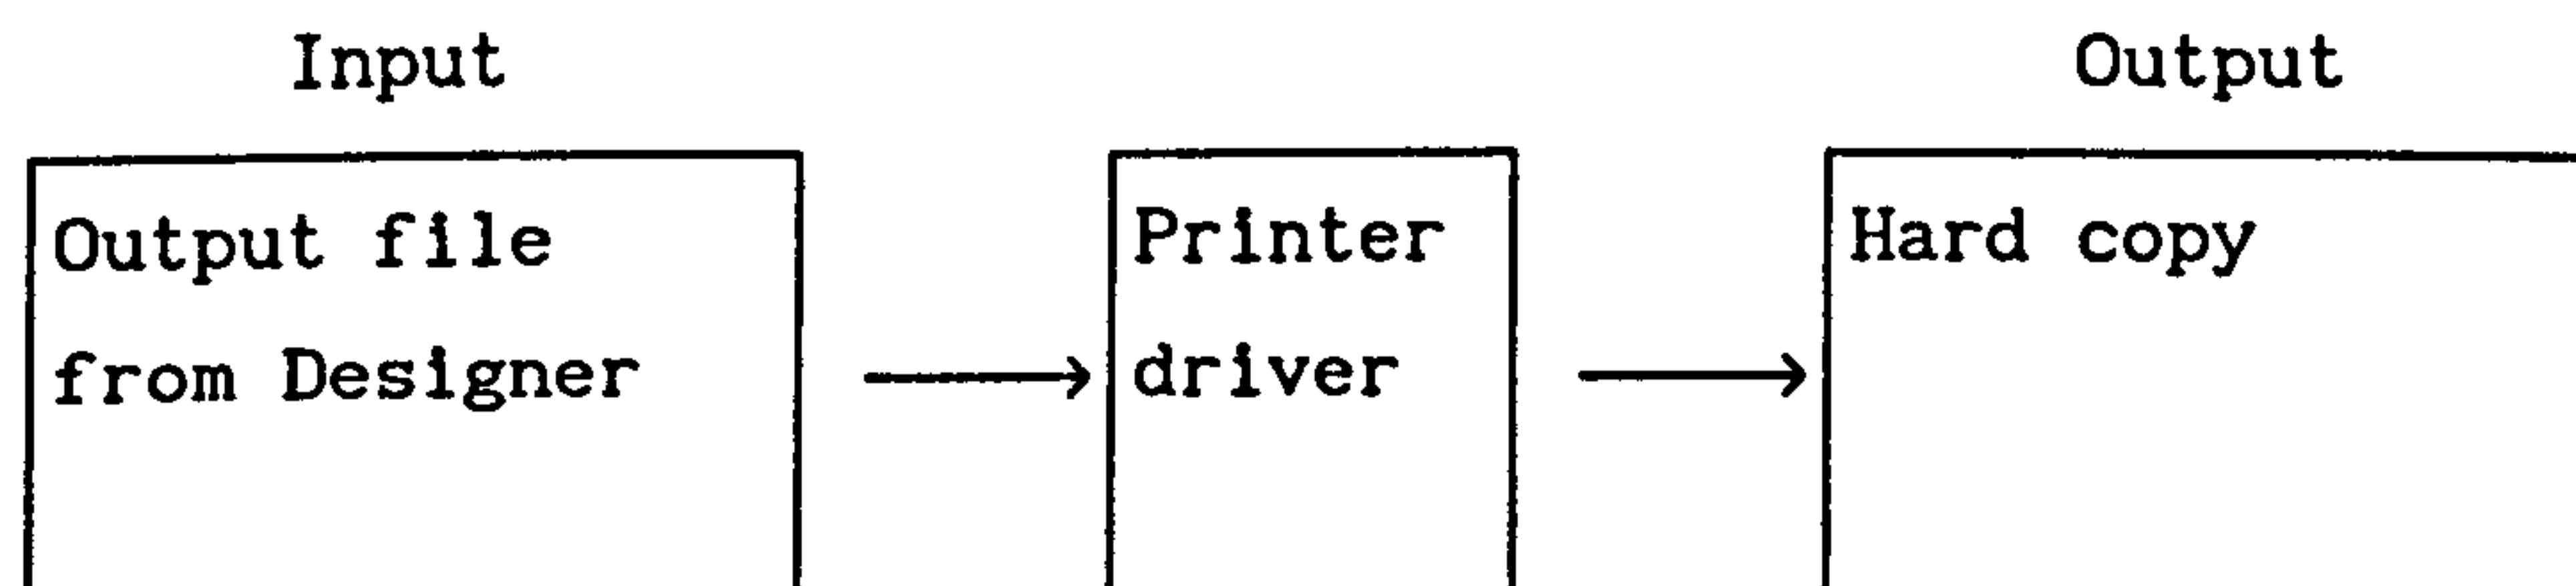 Input
Output
Output file
from Designer
Printer
driver
Hard copy